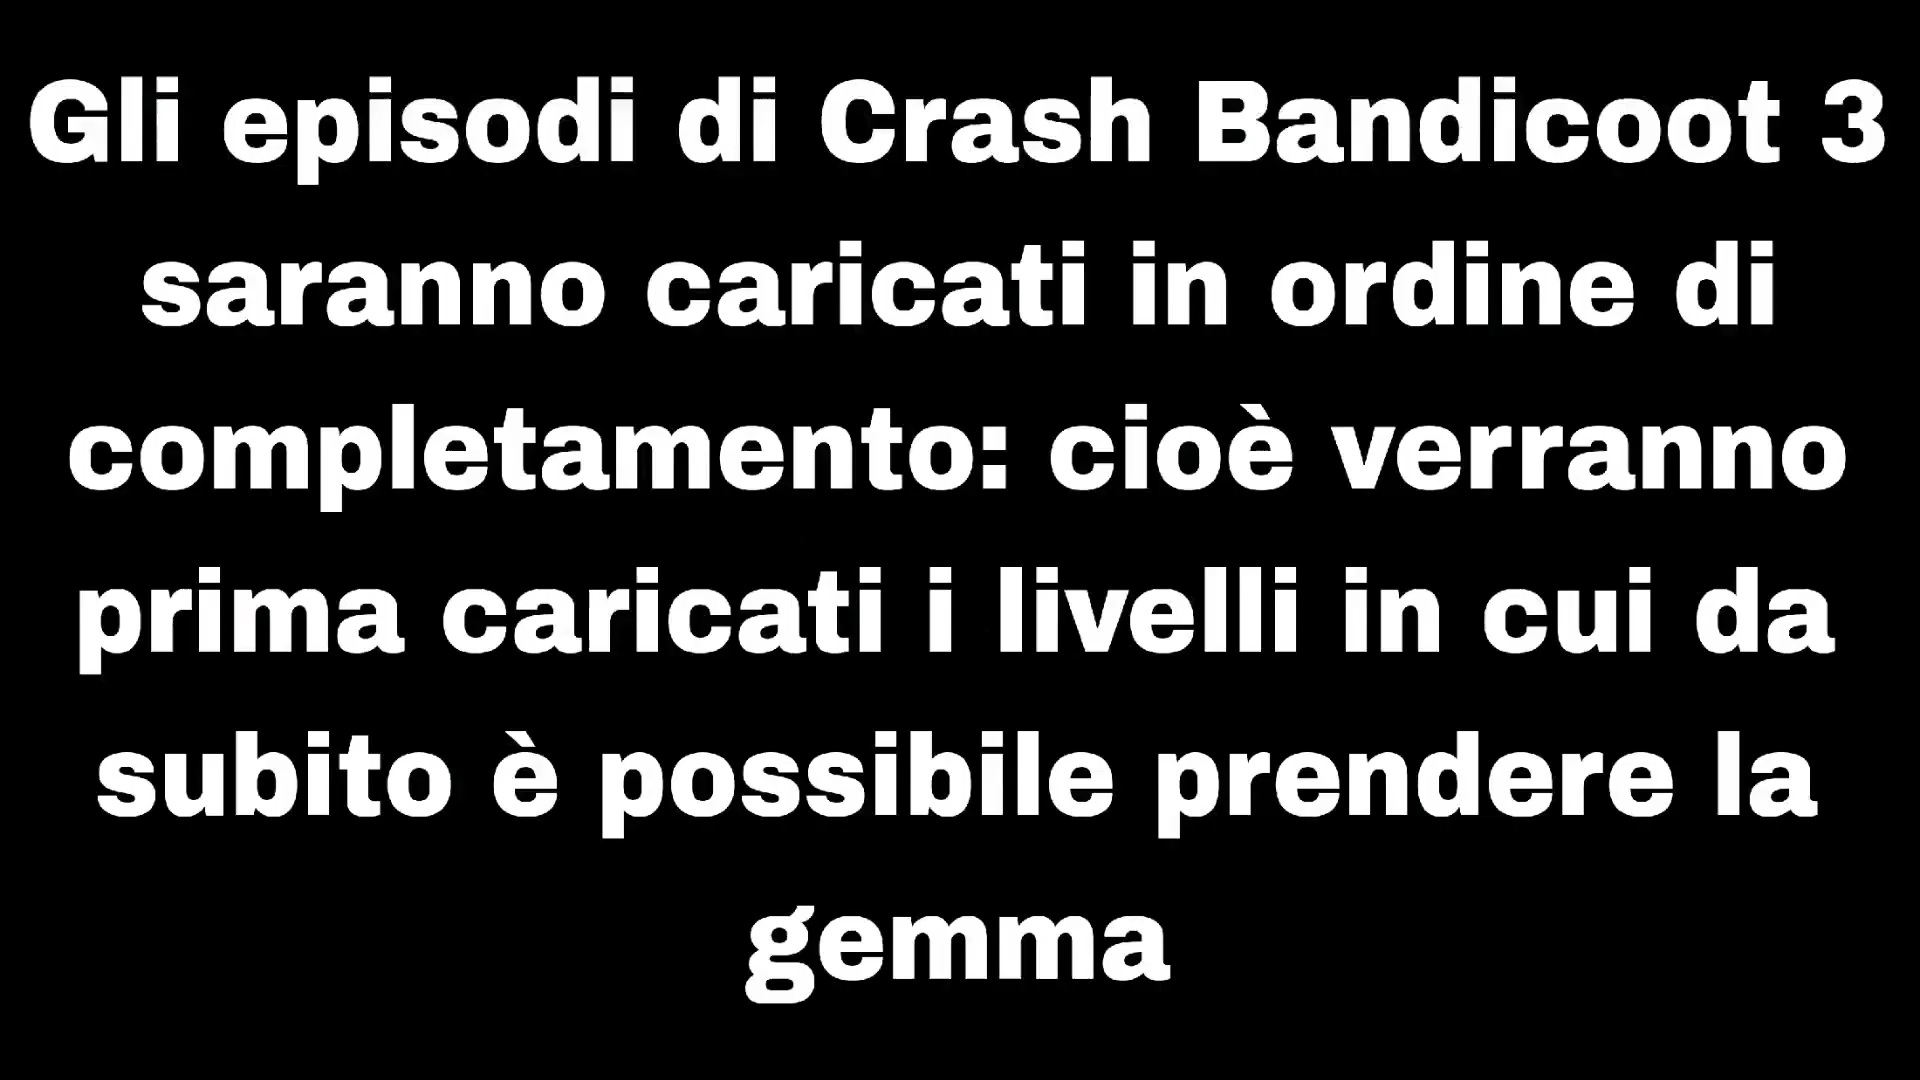 Gli episodi di Crash Bandicoot 3
saranno caricati in ordine di
completamento: cioè verranno
prima caricati i livelli in cui da
subito è possibile prendere la
gemma